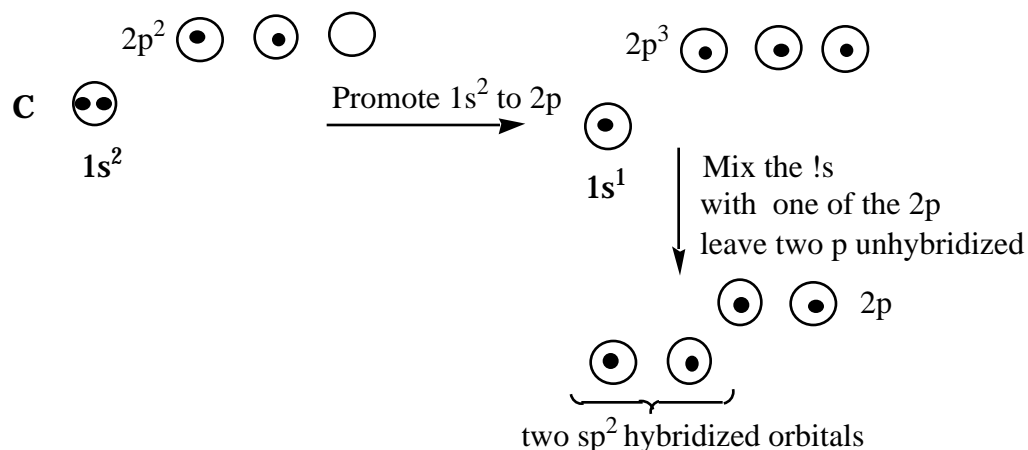 2p²
C
1s²
Promote 1s² to 2p
2p³
1s¹
Mix the !s
with one of the 2p
leave two p unhybridized
2p
two sp² hybridized orbitals